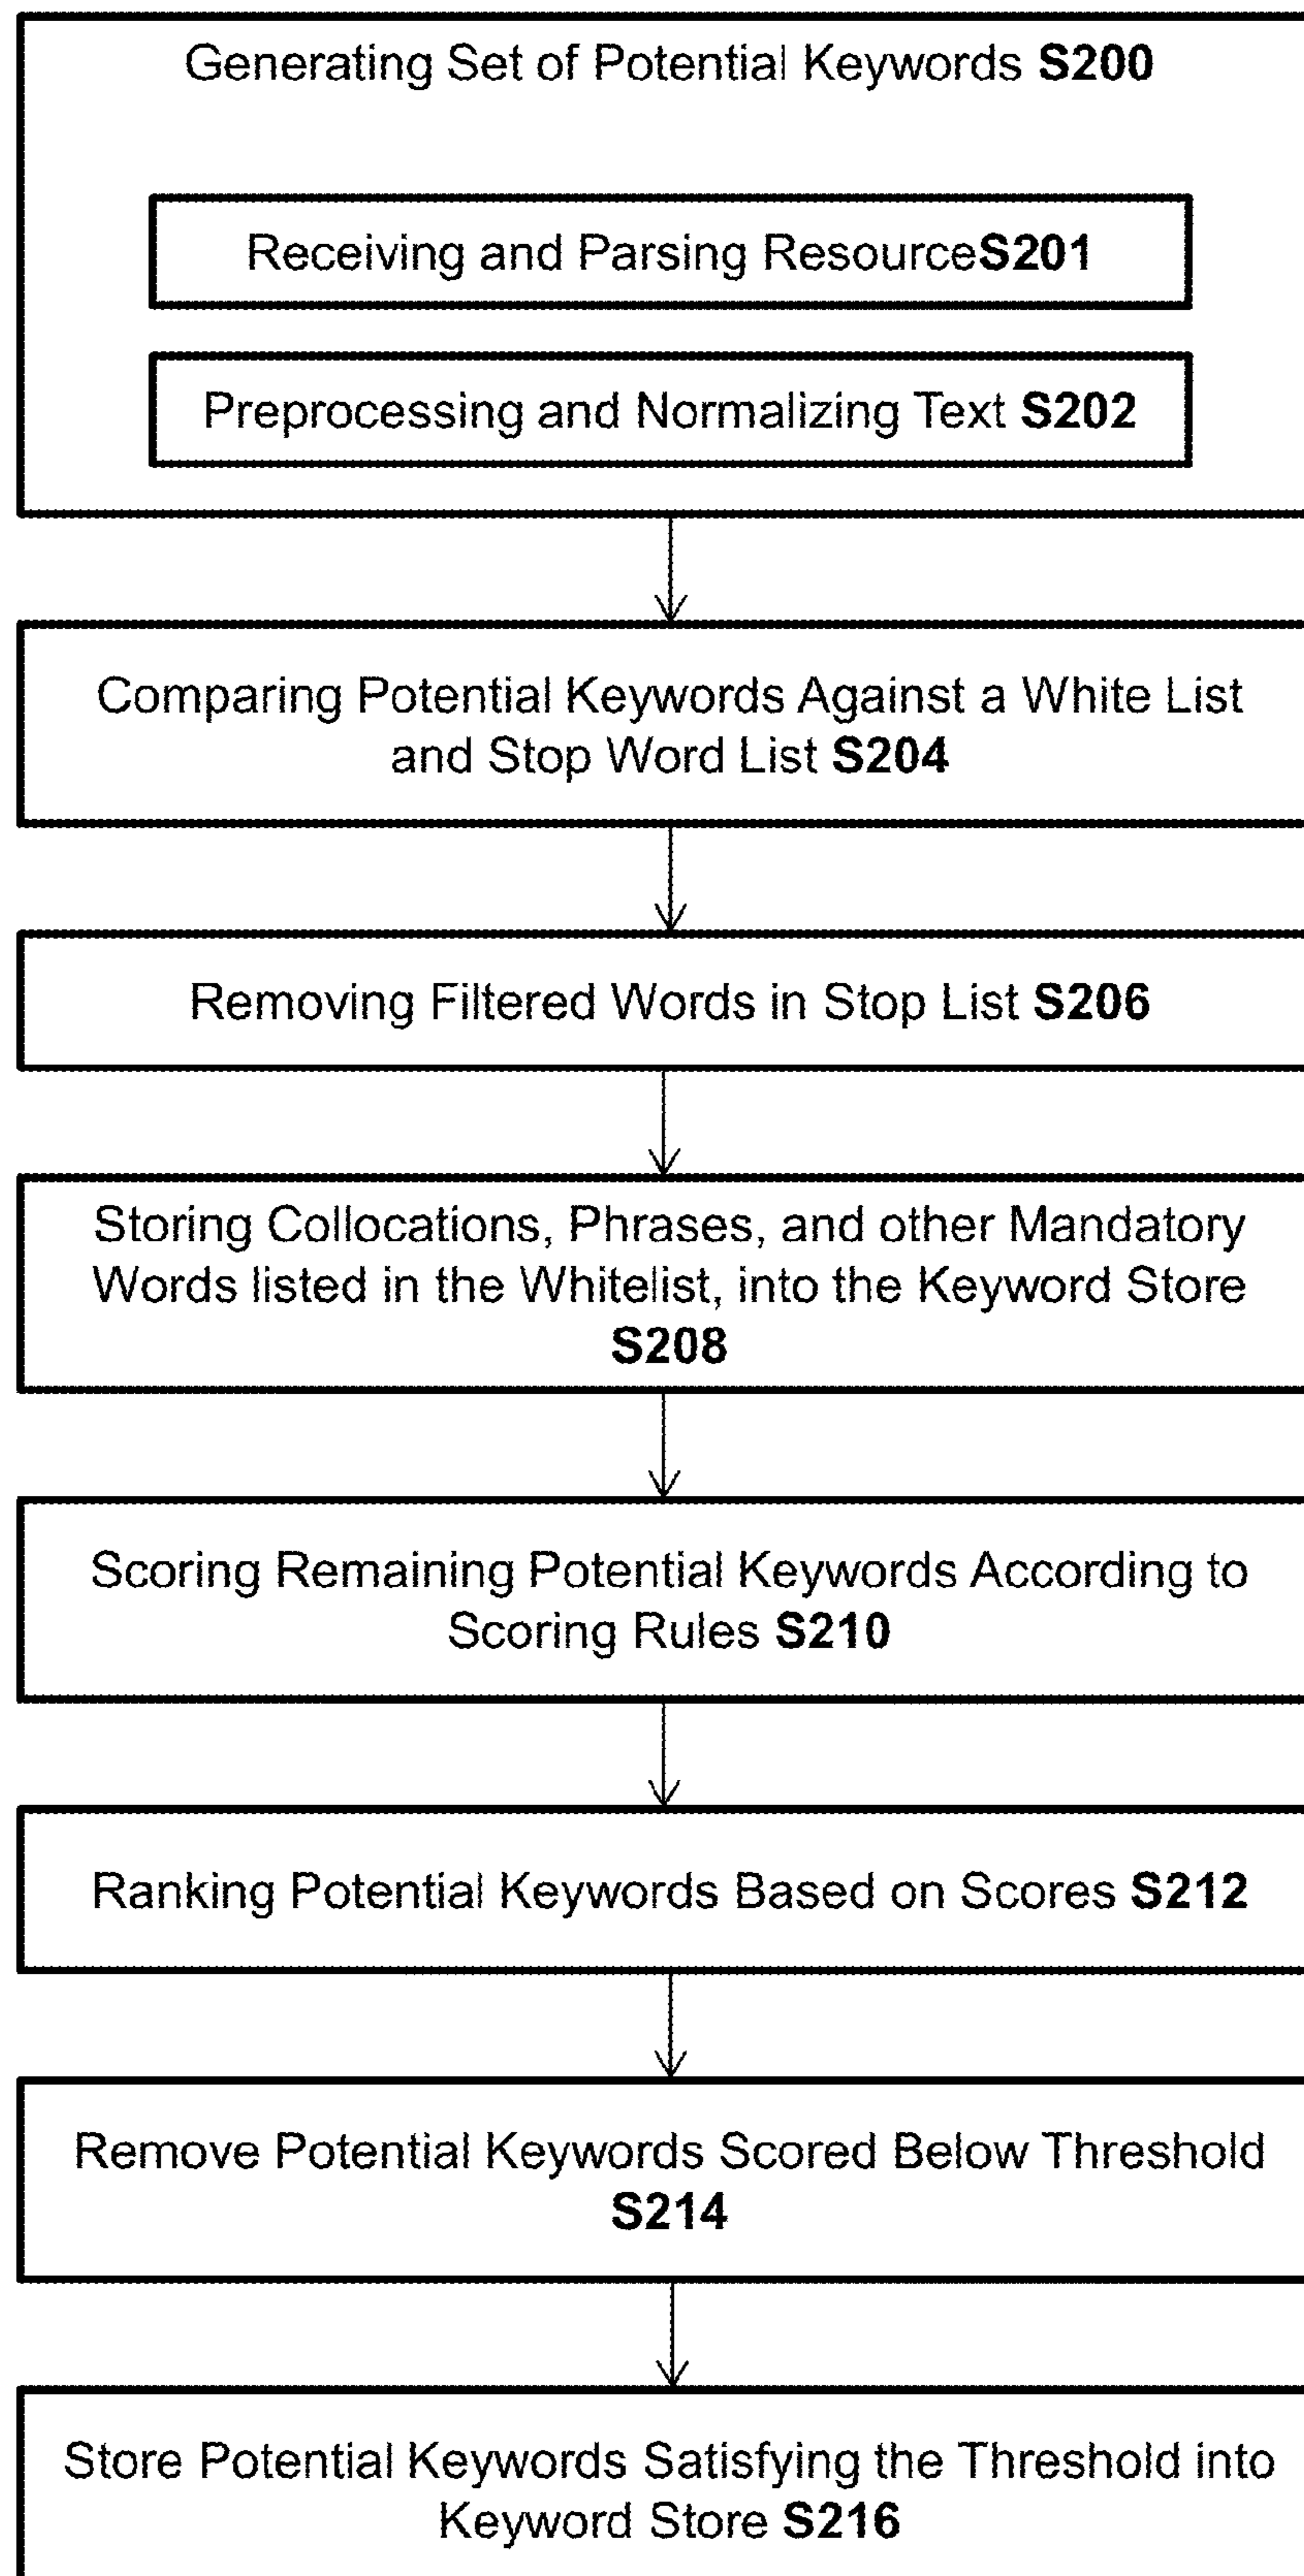 Generating Set of Potential Keywords S200
Receiving and Parsing ResourceS201
Preprocessing and Normalizing Text S202
Comparing Potential Keywords Against a White List
and Stop Word List S204
Removing Filtered Words in Stop List S206
Storing Collocations, Phrases, and other Mandatory
Words listed in the Whitelist, into the Keyword Store
S208
Scoring Remaining Potential Keywords According to
Scoring Rules S210
Ranking Potential Keywords Based on Scores S212
Remove Potential Keywords Scored Below Threshold
S214
Store Potential Keywords Satisfying the Threshold into
Keyword Store S216